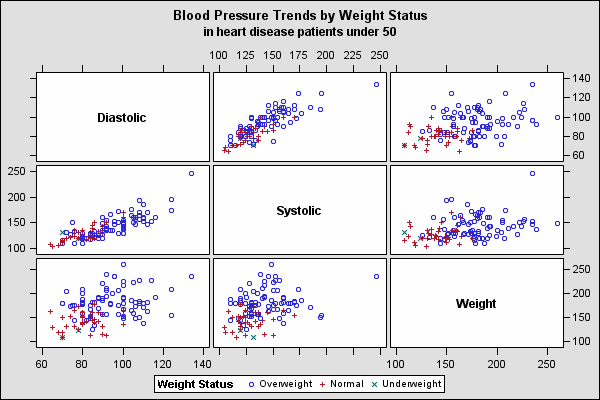 Blood Pressure Trends by Weight Status
in heart disease patients under 50
100 125 150 175 200 225 250
Diastolic
140
120
100
80
60
250
200
150
100
Systolic
250
200
150
100
Weight
60 80 100 120 140
100 150 200 250
Weight Status Overweight Normal Underweight